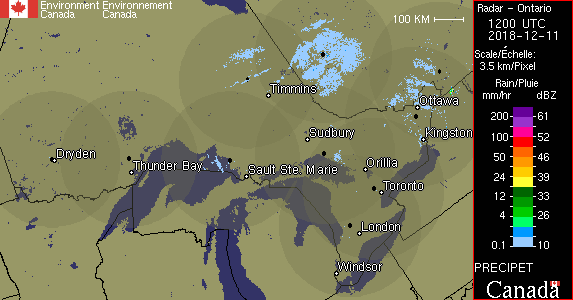 Environment Environnement
Canada Canada
100 KM
Timmins
Ottawa
Sudbury
Kingston
Dryden
Thunder Bay
Sault Ste. Marie
Orillia
Toronto
London
Windsor
Radar - Ontario
1200 UTC
2018-12-11
Scale/Échelle:
3.5 km/Pixel
Rain/Pluie
mm/hr dBZ
200 61
100 52
50 46
24 39
12 33
4 26
0.1 10
PRECIPET
Canada